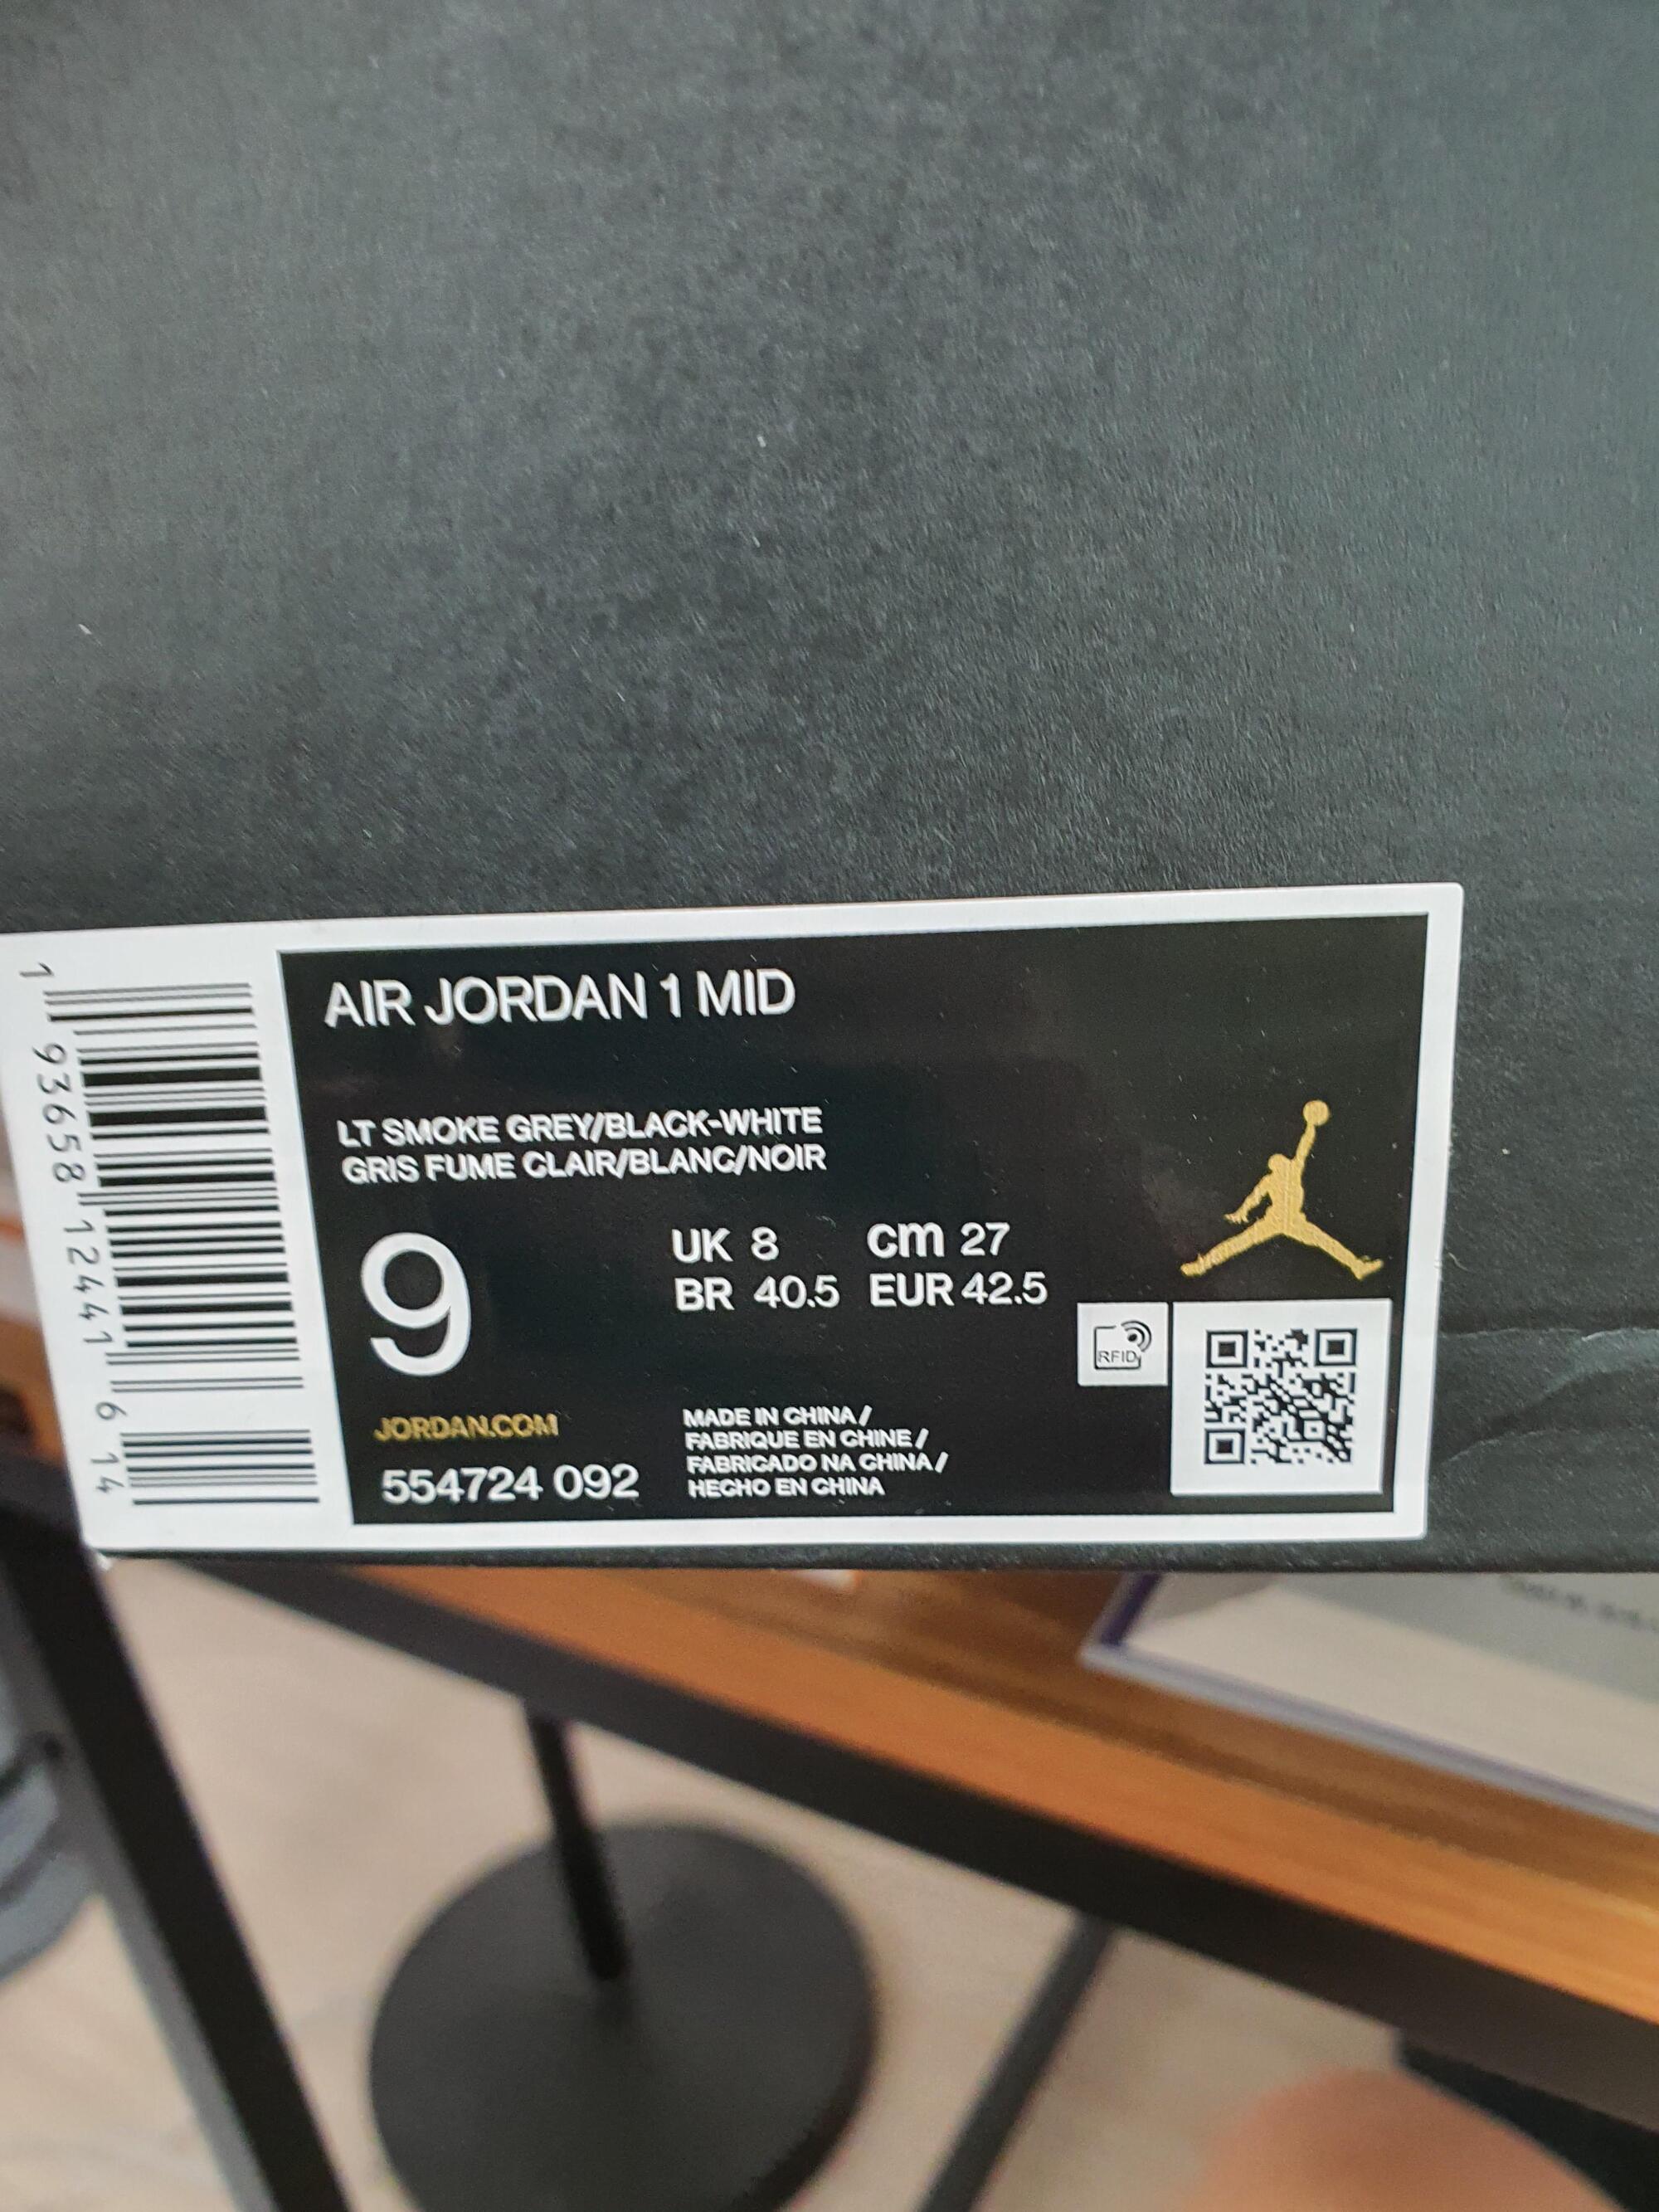 AIR JORDAN 1 MID
LT SMOKE GREY/BLACK-WHITE
GRIS FUME CLAIR/BLANC/NOIR
9
UK 8 cm 27
BR 40.5 EUR 42.5
RFID
JORDAN.COM
554724 092
MADE IN CHINA/
FABRIQUE EN CHINE/
FABRICADO NA CHINA/
HECHO EN CHINA
1 93658 12441 6 14